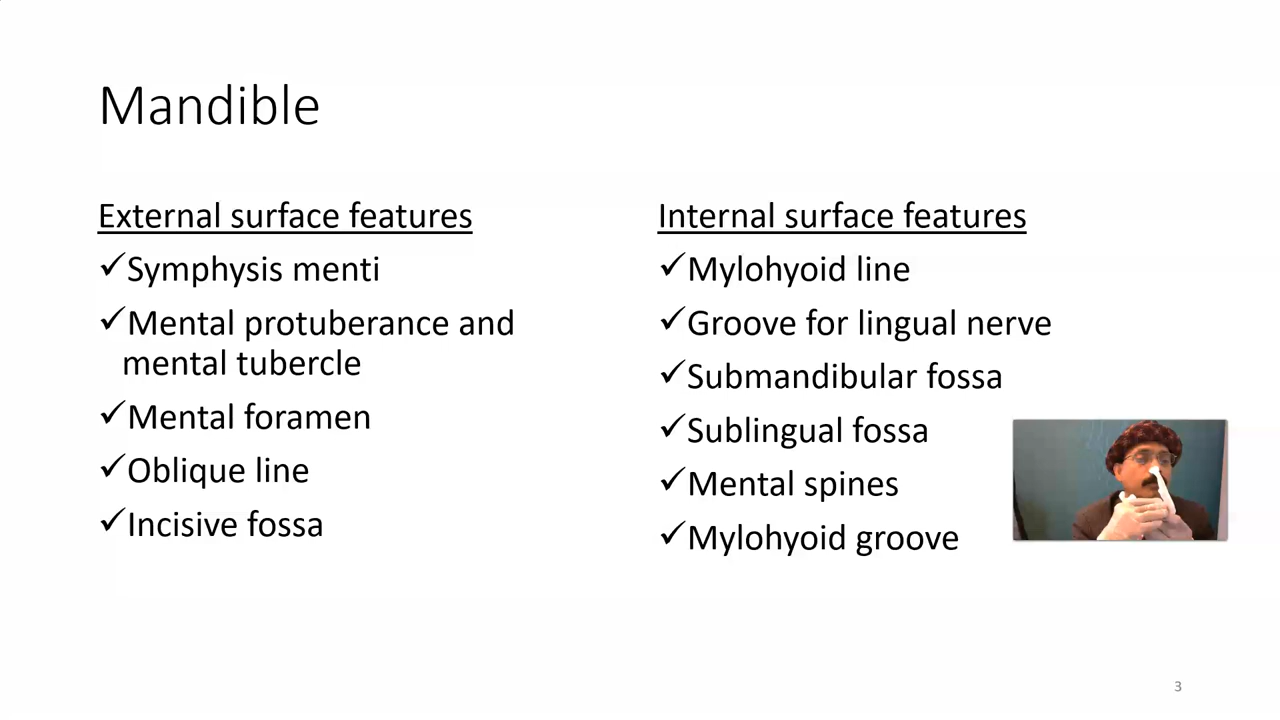 Mandible
External surface features
✓Symphysis menti
✓Mental protuberance and
mental tubercle
✓Mental foramen
✓Oblique line
✓Incisive fossa
Internal surface features
✓Mylohyoid line
✓Groove for lingual nerve
✓Submandibular fossa
✓Sublingual fossa
✓Mental spines
✓Mylohyoid groove
3